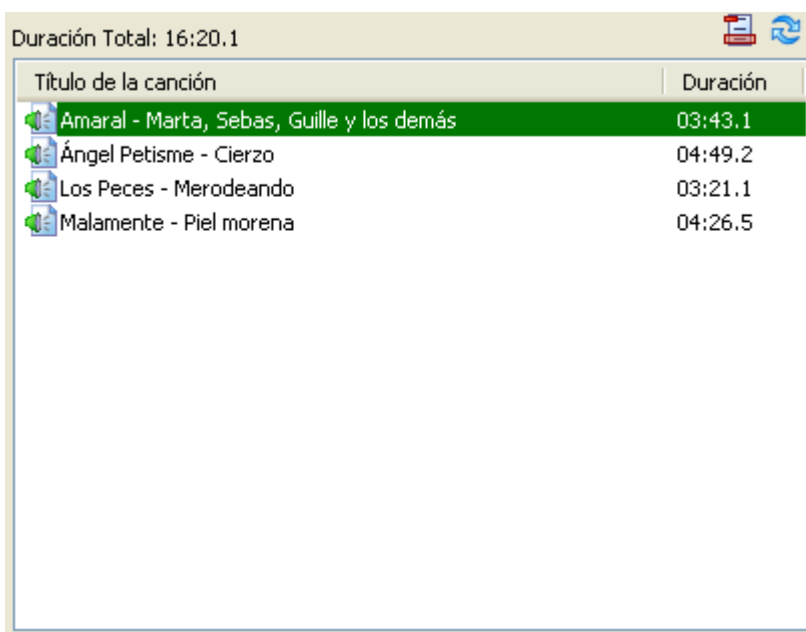 Duración Total: 16:20.1
Título de la canción Duración
Amaral - Marta, Sebas, Guille y los demás 03:43.1
Ángel Petisme - Cierzo 04:49.2
Los Peces - Merodeando 03:21.1
Malamente - Piel morena 04:26.5